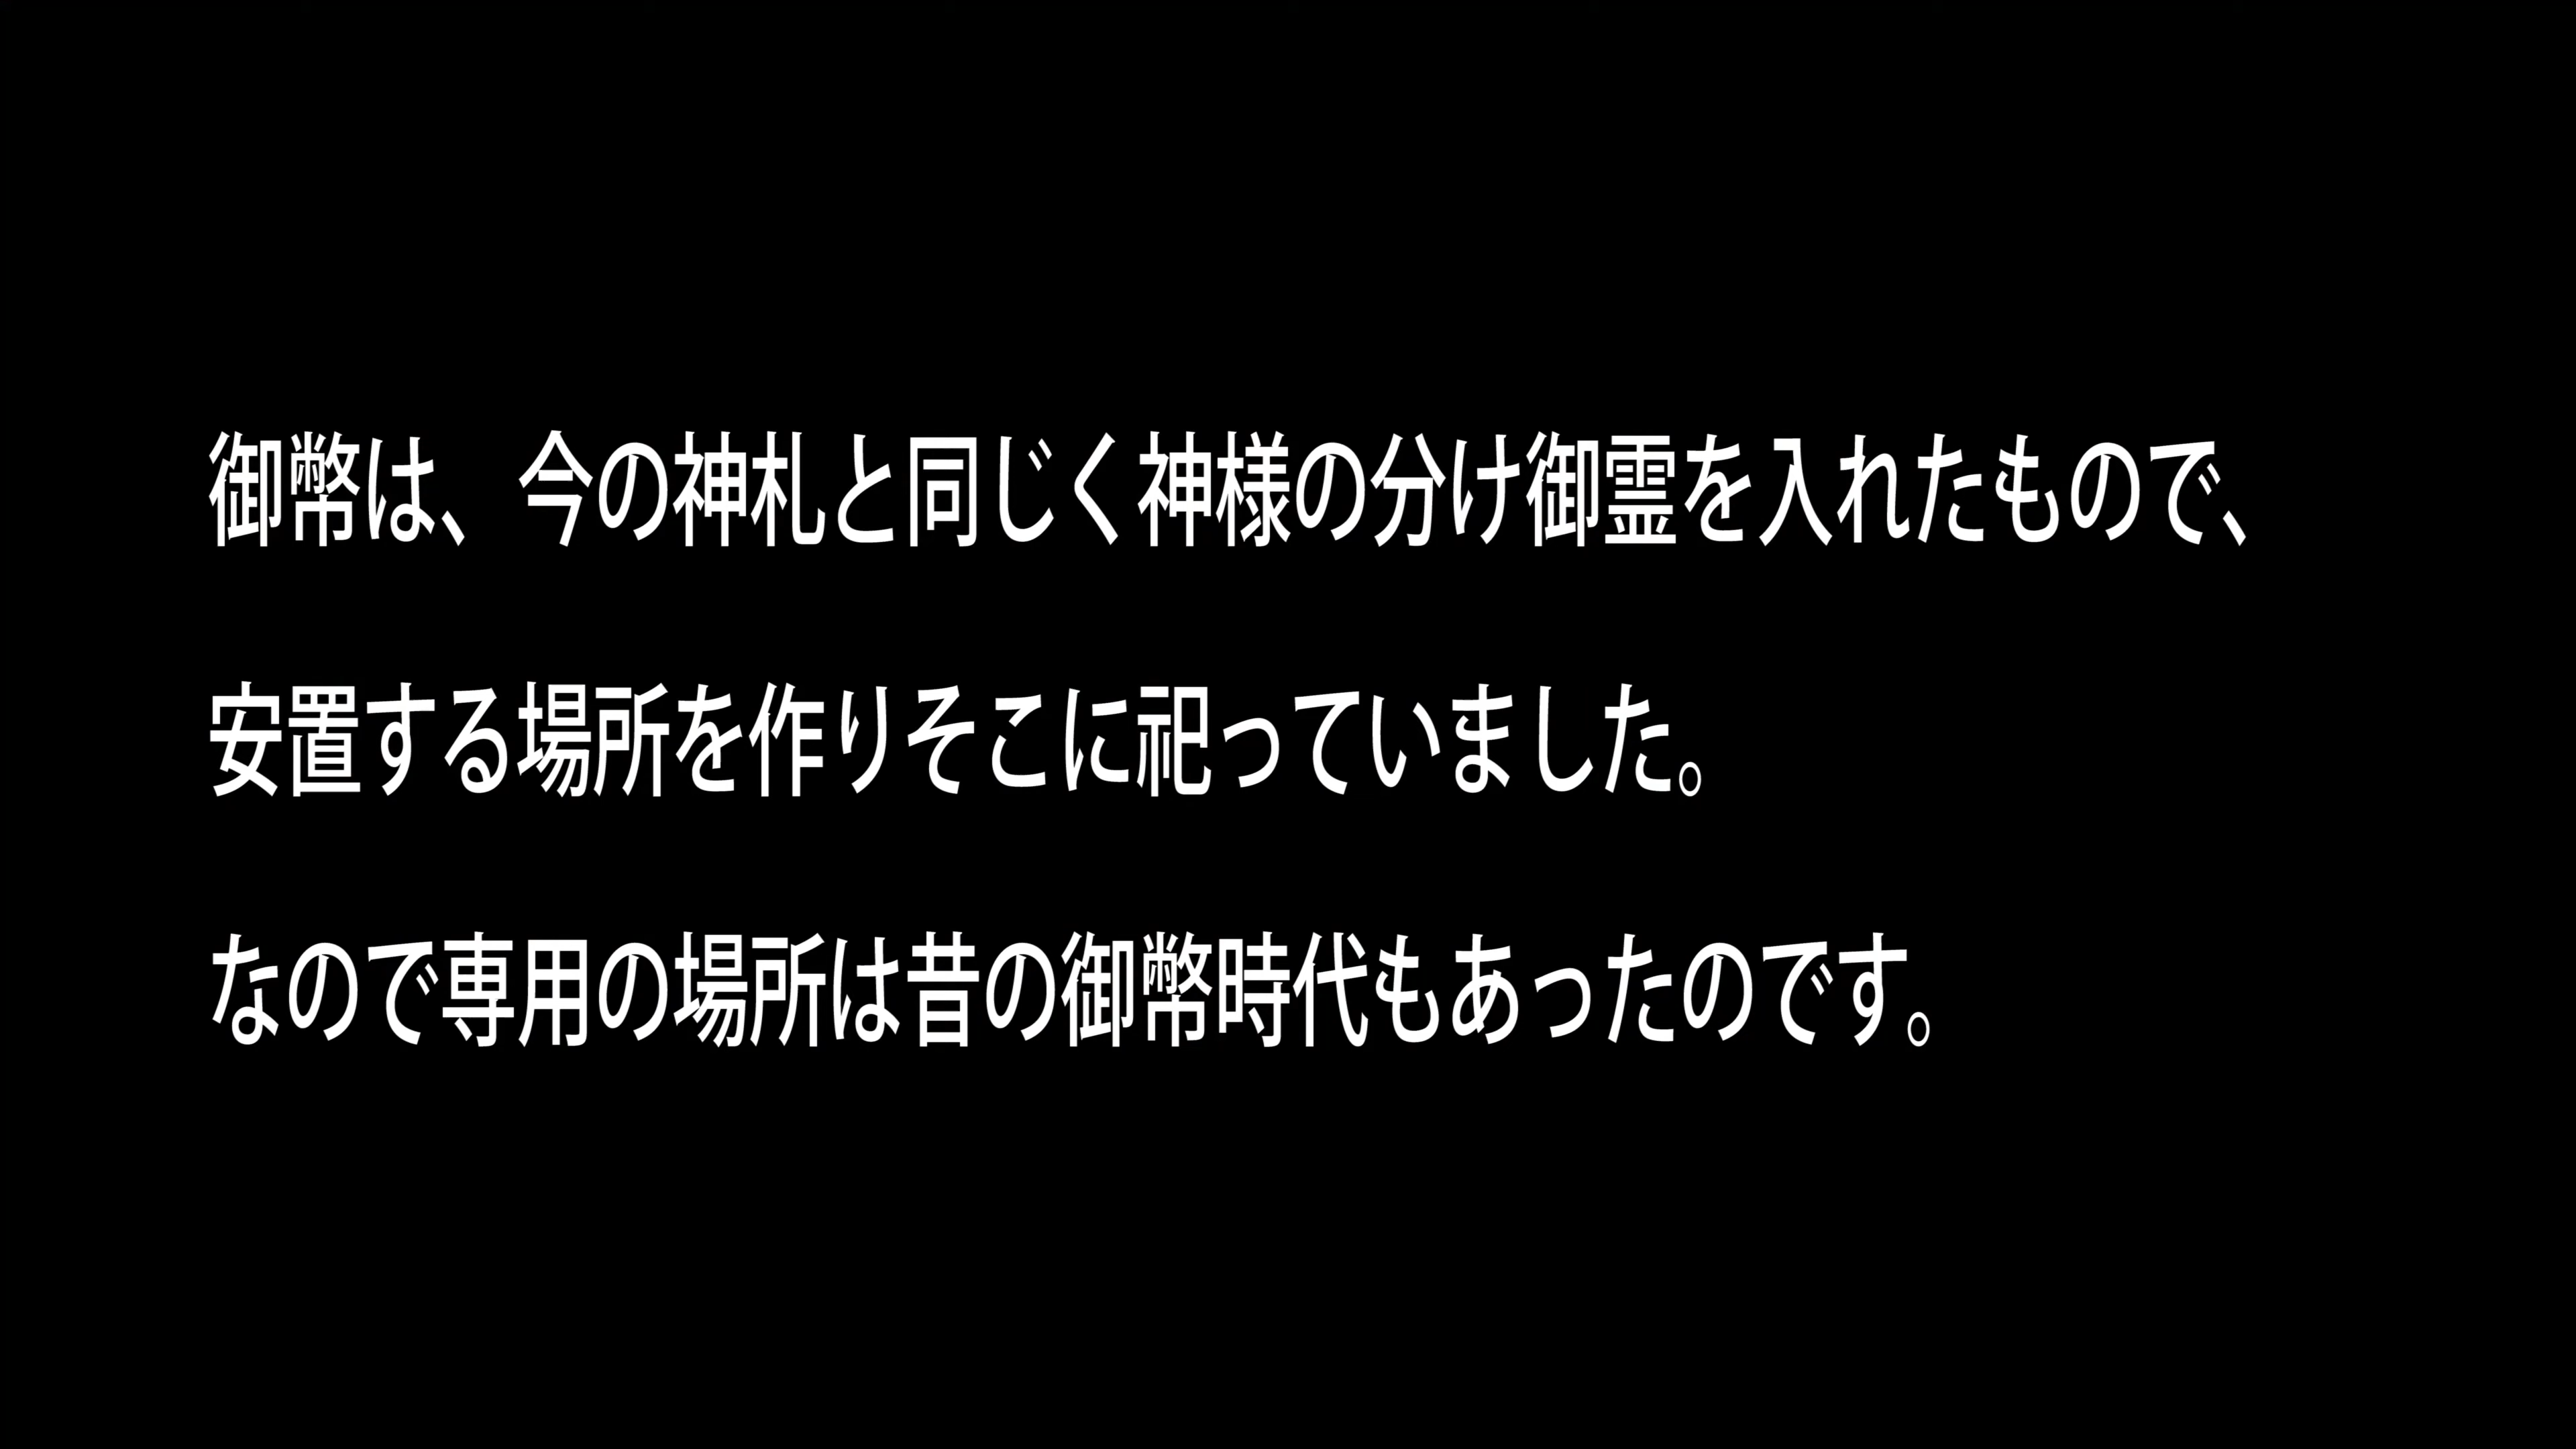 御幣は、今の神札と同じく神様の分け御霊を入れたもので、
安置する場所を作りそこに祀っていました。
なので専用の場所は昔の御幣時代もあったのです。